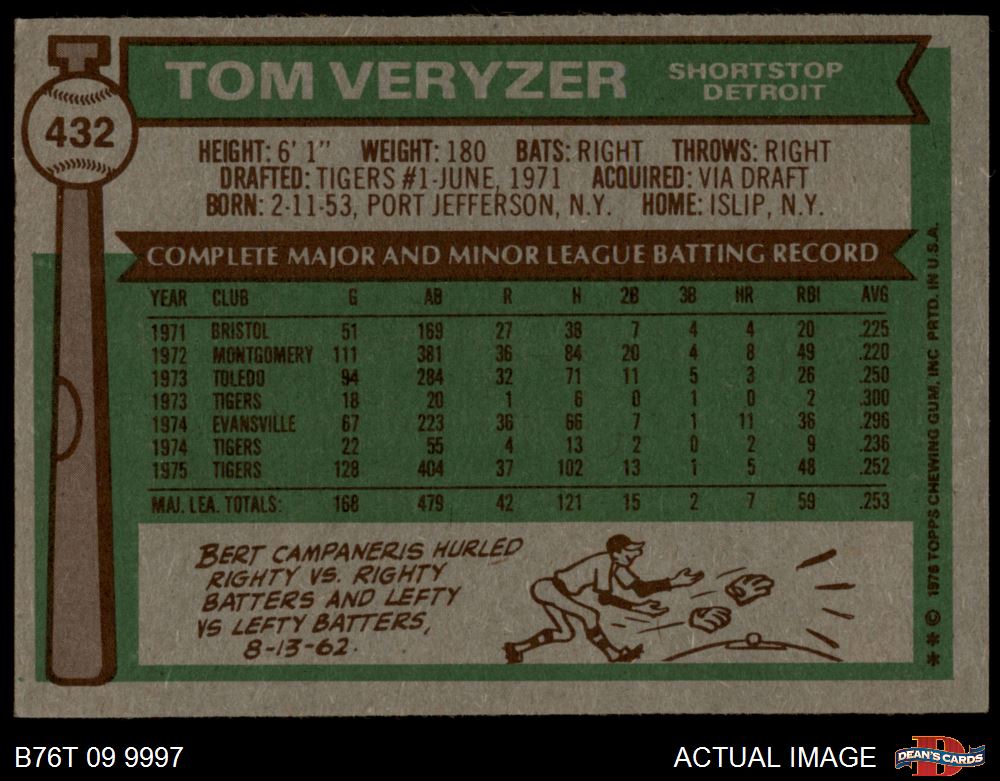 TOM VERYZER SHORTSTOP
DETROIT
432
HEIGHT: 6' 1" WEIGHT: 180 BATS: RIGHT THROWS: RIGHT
DRAFTED: TIGERS #1-JUNE, 1971 ACQUIRED: VIA DRAFT
BORN: 2-11-53, PORT JEFFERSON, N.Y. HOME: ISLIP, N.Y.
COMPLETE MAJOR AND MINOR LEAGUE BATTING RECORD
YEAR CLUB G AB R H 2B 3B HR RBI AVG
1971 BRISTOL 51 169 27 38 7 4 4 20 .225
1972 MONTGOMERY 111 381 36 84 20 4 8 49 .220
1973 TOLEDO 94 284 32 71 11 5 3 26 .250
1973 TIGERS 18 20 1 6 0 1 0 2 .300
1974 EVANSVILLE 67 223 36 66 7 1 11 36 .296
1974 TIGERS 22 55 4 13 2 0 2 9 .236
1975 TIGERS 128 404 37 102 13 1 5 48 .252
MAJ. LEA. TOTALS: 168 479 42 121 15 2 7 59 .253
BERT CAMPANERIS HURLED
RIGHTY VS. RIGHTY
BATTERS AND LEFTY
VS LEFTY BATTERS,
8-13-62.
** © 1976 TOPPS CHEWING GUM, INC PRTD. IN U.S.A.
B76T 09 9997 ACTUAL IMAGE D DEAN'S CARDS